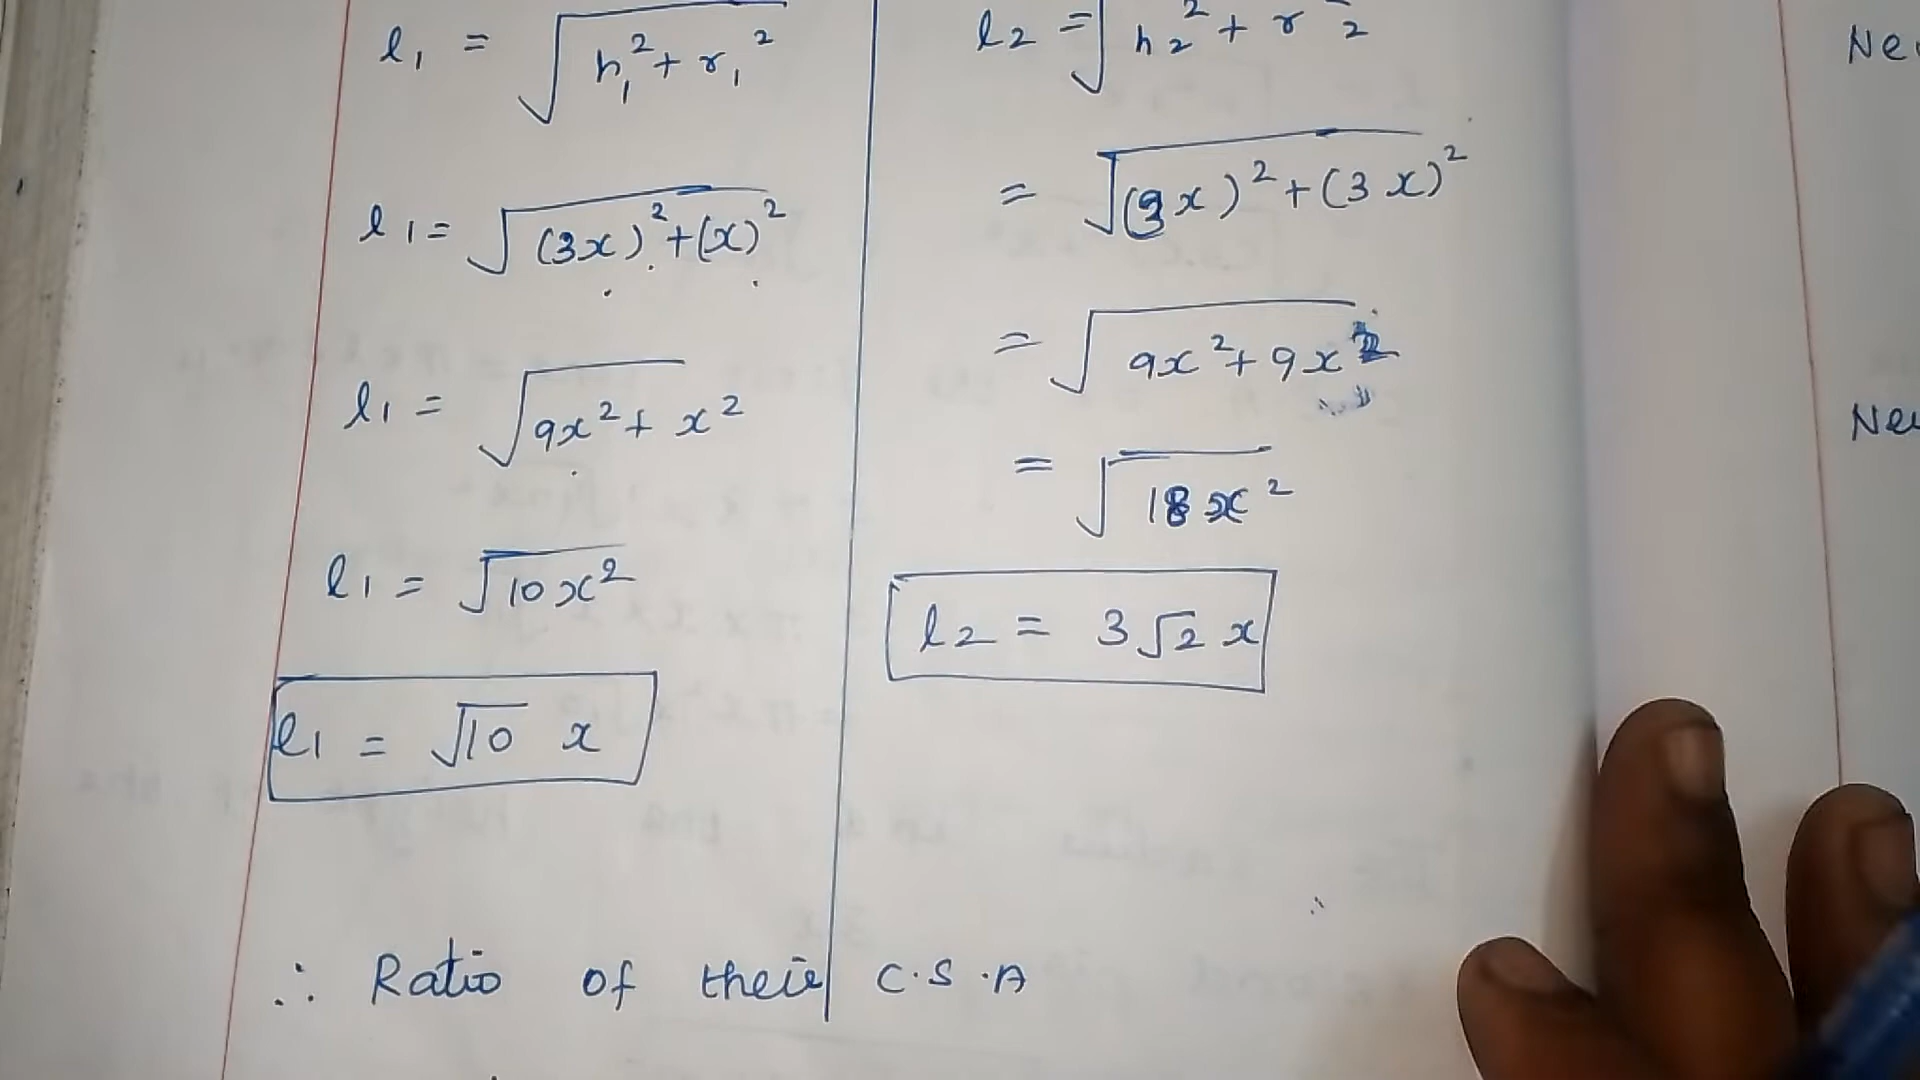 l₁ = √h₁² + r₁²
l₁ = √(3x)² + (x)²
l₁ = √9x² + x²
l₁ = √10x²
l₁ = √10 x
l₂ = √h₂² + r₂²
= √(3x)² + (3x)²
= √9x² + 9x²
= √18x²
l₂ = 3√2 x
∴ Ratio of their C.S.A